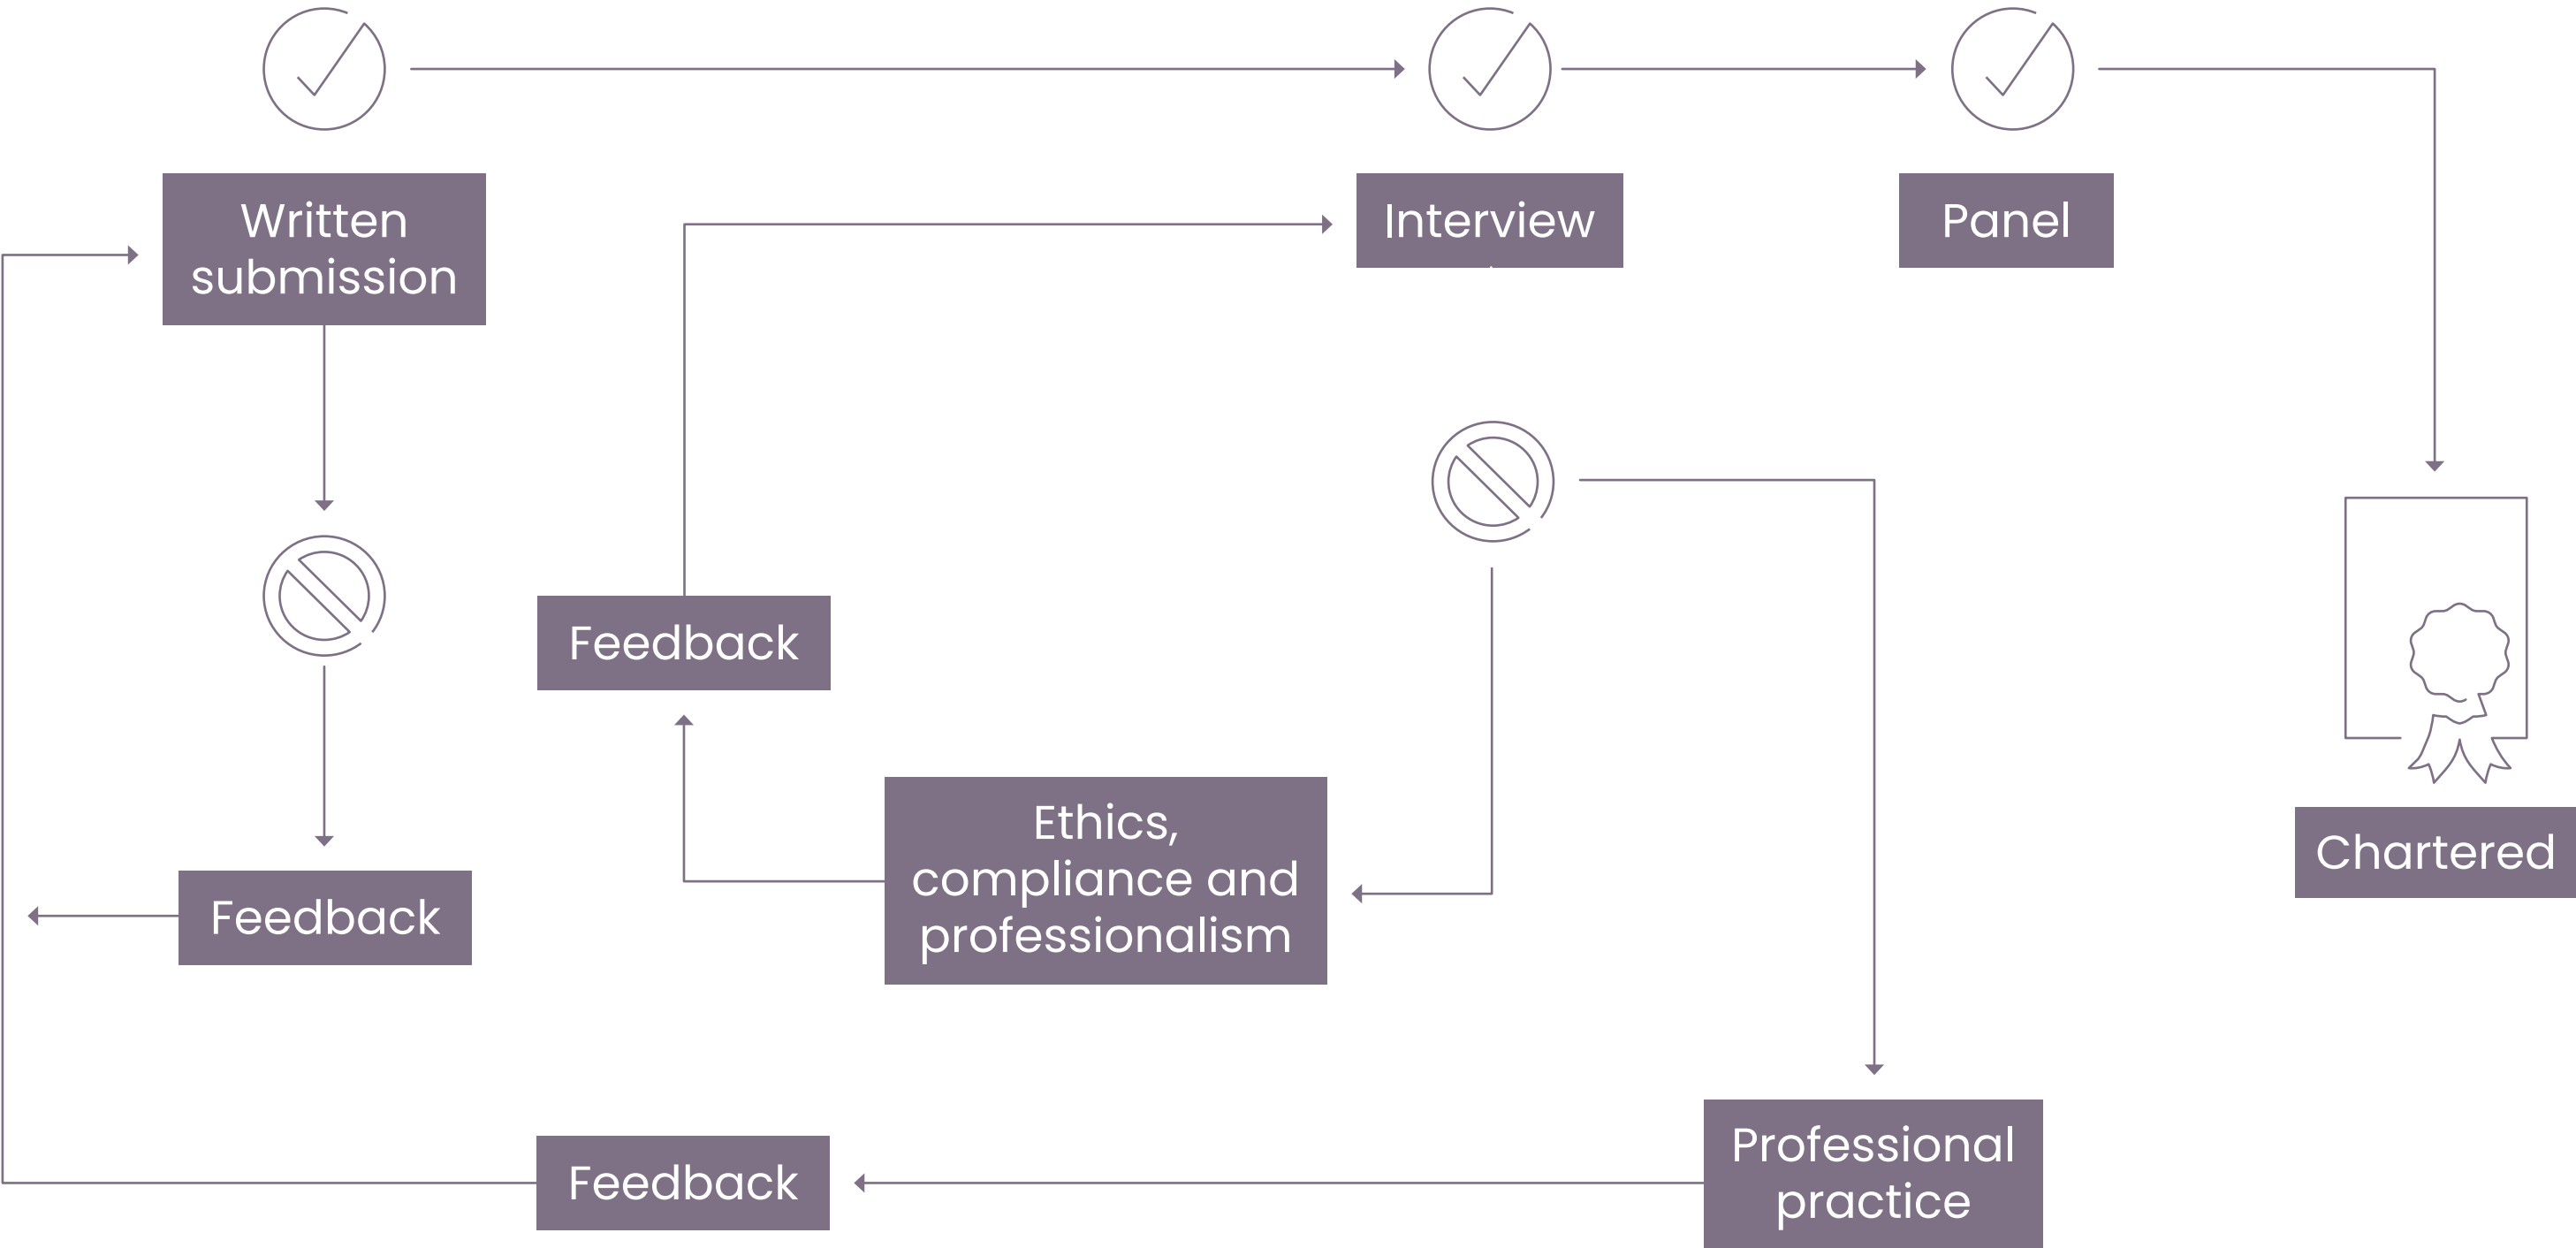 Written
submission
Interview
Panel
Feedback
Ethics,
compliance and
professionalism
Chartered
Feedback
Professional
practice
Feedback